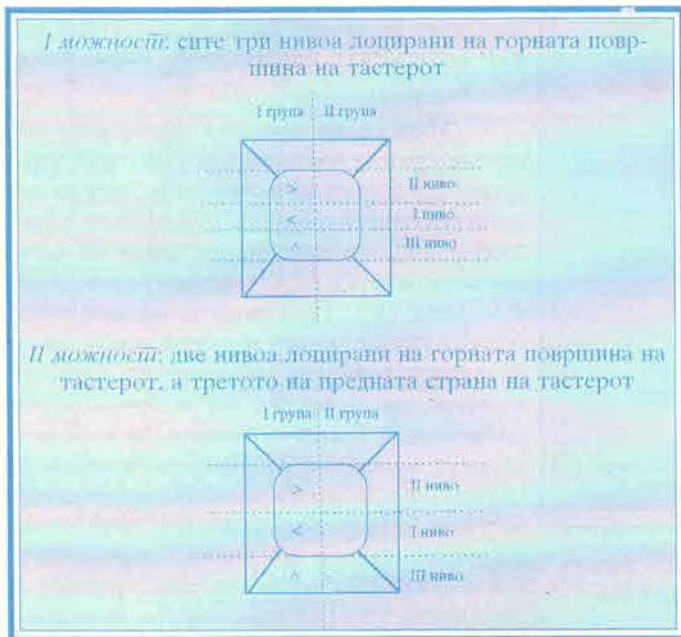 I можност: сите три нивоа лоцирани на горната повр-
шина на тастерот
I група II група
> II ниво
< I ниво
^ III ниво
II можност: две нивоа лоцирани на горната површина на
тастерот, а третото на предната страна на тастерот
I група II група
> II ниво
< I ниво
^ III ниво